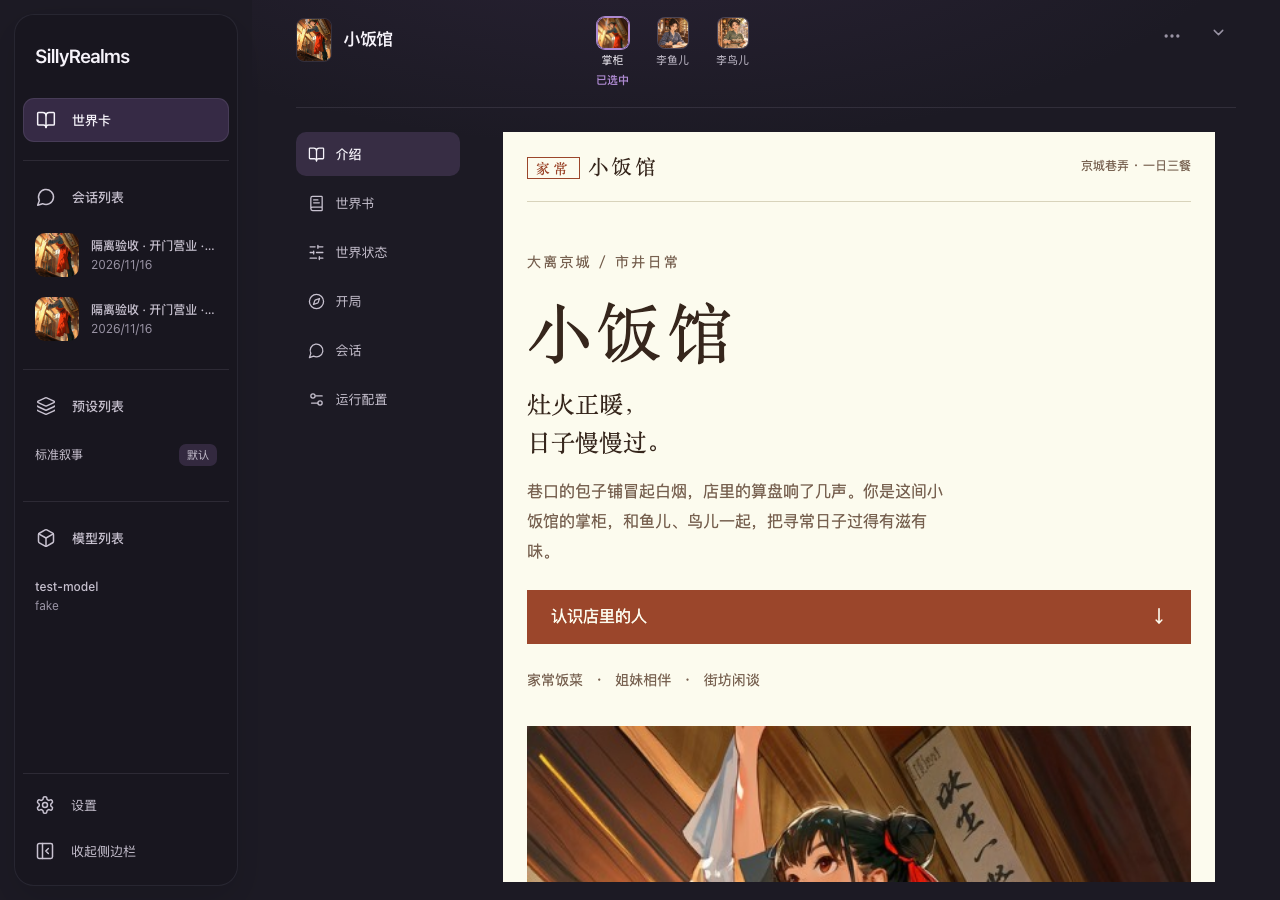 SillyRealms
世界卡
会话列表
隔离验收 · 开门营业 ·...
2026/11/16
隔离验收 · 开门营业 ·...
2026/11/16
预设列表
标准叙事
默认
模型列表
test-model
fake
设置
收起侧边栏
小饭馆
掌柜
已选中
李鱼儿
李鸟儿
介绍
世界书
世界状态
开局
会话
运行配置
家常
小饭馆
京城巷弄 · 一日三餐
大离京城 / 市井日常
小饭馆
灶火正暖，
日子慢慢过。
巷口的包子铺冒起白烟，店里的算盘响了几声。你是这间小
饭馆的掌柜，和鱼儿、鸟儿一起，把寻常日子过得有滋有
味。
认识店里的人
↓
家常饭菜 · 姐妹相伴 · 街坊闲谈